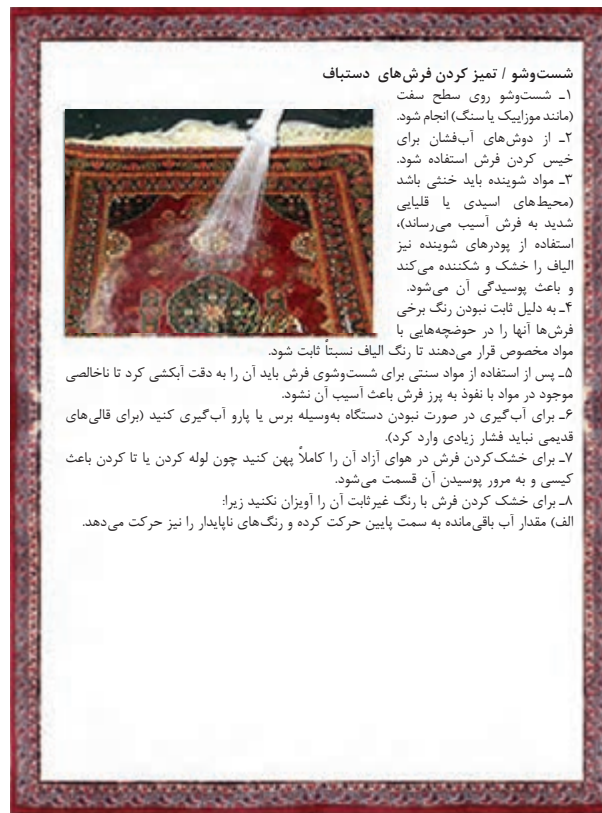 شست‌وشو / تمیز کردن فرش‌های دستباف
۱ـ شست‌وشو روی سطح سفت
(مانند موزاییک یا سنگ) انجام شود.
۲ـ از دوش‌های آب‌فشان برای
خیس کردن فرش استفاده شود.
۳ـ مواد شوینده باید خنثی باشد
(محیط‌های اسیدی یا قلیایی
شدید به فرش آسیب می‌رساند)،
استفاده از پودرهای شوینده نیز
الیاف را خشک و شکننده می‌کند
و باعث پوسیدگی آن می‌شود.
۴ـ به دلیل ثابت نبودن رنگ برخی
فرش‌ها آنها را در حوضچه‌هایی با
مواد مخصوص قرار می‌دهند تا رنگ الیاف نسبتاً ثابت شود.
۵ـ پس از استفاده از مواد سنتی برای شست‌وشوی فرش باید آن را به دقت آبکشی کرد تا ناخالصی
موجود در مواد با نفوذ به پرز فرش باعث آسیب آن نشود.
۶ـ برای آب‌گیری در صورت نبودن دستگاه به‌وسیله برس یا پارو آب‌گیری کنید (برای قالی‌های
قدیمی نباید فشار زیادی وارد کرد).
۷ـ برای خشک‌کردن فرش در هوای آزاد آن را کاملاً پهن کنید چون لوله کردن یا تا کردن باعث
کیسی و به مرور پوسیدن آن قسمت می‌شود.
۸ـ برای خشک کردن فرش با رنگ غیرثابت آن را آویزان نکنید زیرا:
الف) مقدار آب باقی‌مانده به سمت پایین حرکت کرده و رنگ‌های ناپایدار را نیز حرکت می‌دهد.